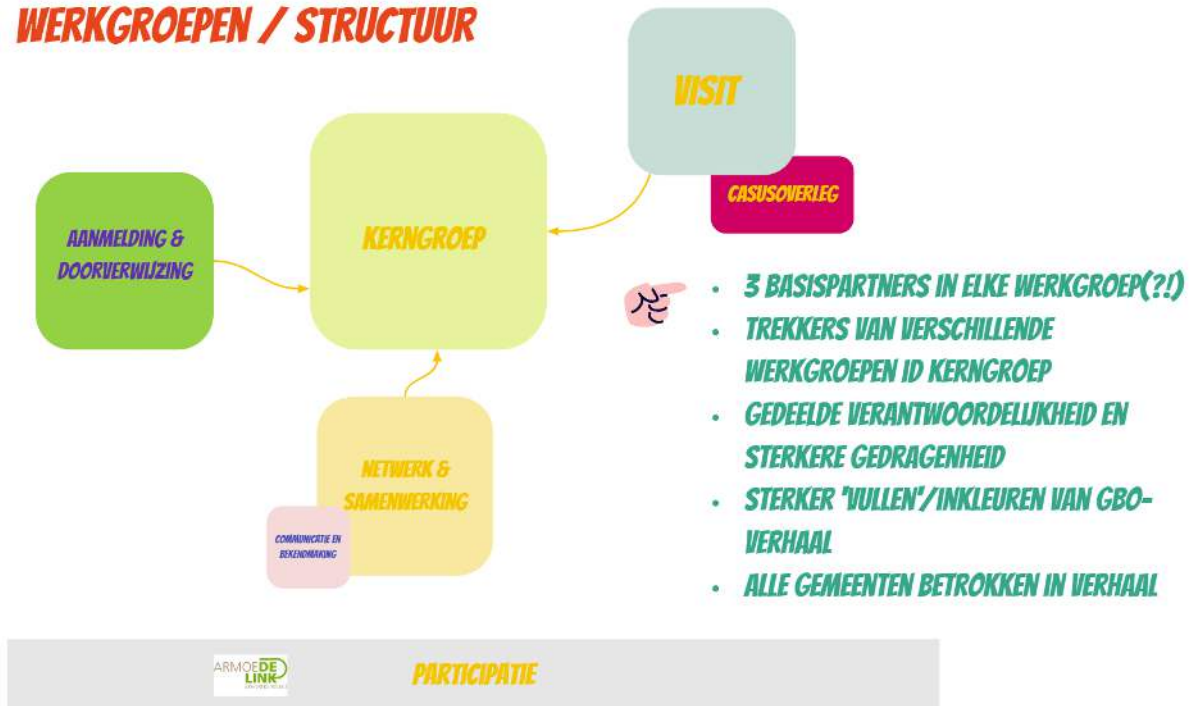 WERKGROEPEN / STRUCTUUR
VISIT
CASUSOVERLEG
KERNGROEP
AANMELDING &
DOORVERWIJZING
NETWERK &
SAMENWERKING
COMMUNICATIE EN
BEKENDMAKING
• 3 BASISPARTNERS IN ELKE WERKGROEP(?!)
• TREKKERS VAN VERSCHILLENDE
WERKGROEPEN ID KERNGROEP
• GEDEELDE VERANTWOORDELIJKHEID EN
STERKERE GEDRAGENHEID
• STERKER "VULLEN"/INKLEUREN VAN GBO-
VERHAAL
• ALLE GEMEENTEN BETROKKEN IN VERHAAL
ARMOEDE
LINK
PARTICIPATIE